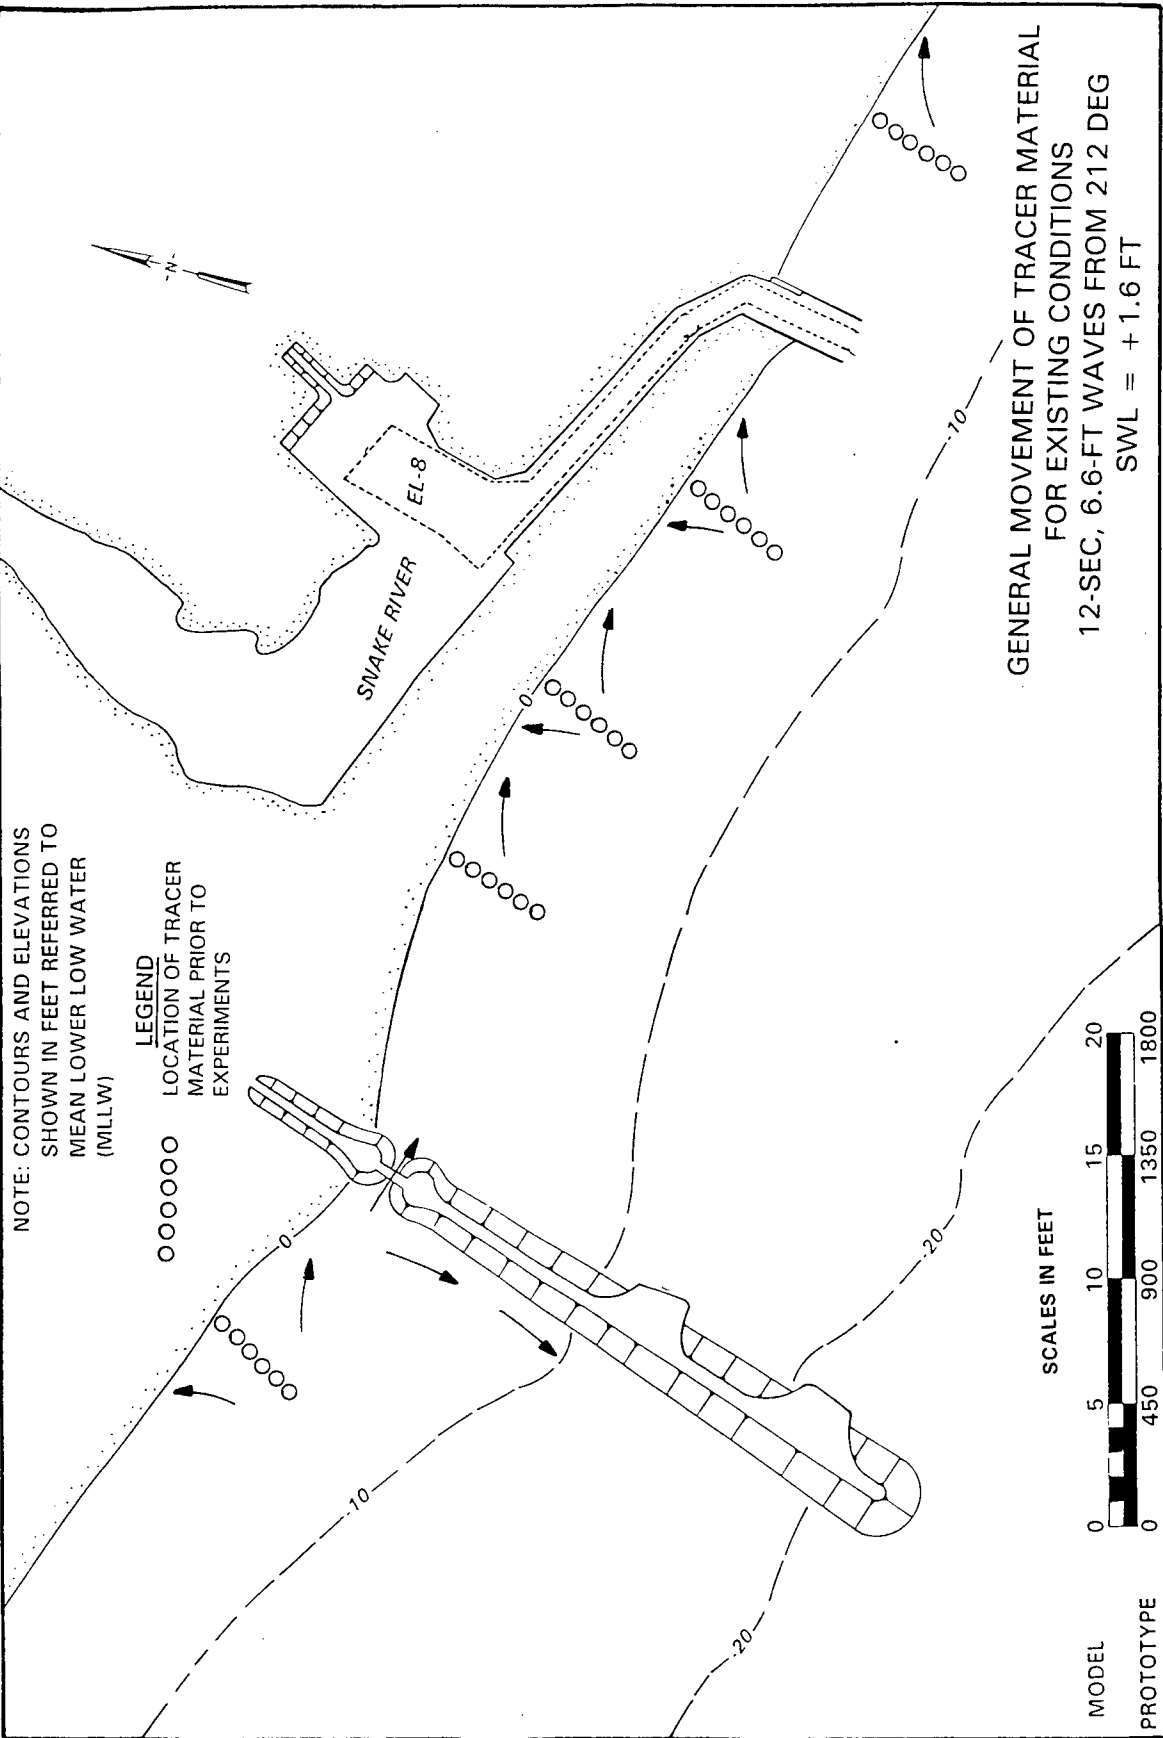 NOTE: CONTOURS AND ELEVATIONS
SHOWN IN FEET REFERRED TO
MEAN LOWER LOW WATER
(MLLW)
LEGEND
LOCATION OF TRACER
MATERIAL PRIOR TO
EXPERIMENTS
N
SNAKE RIVER
EL-8
0
0
-10
-10
-20
-20
SCALES IN FEET
MODEL 0 5 10 15 20
PROTOTYPE 0 450 900 1350 1800
GENERAL MOVEMENT OF TRACER MATERIAL
FOR EXISTING CONDITIONS
12-SEC, 6.6-FT WAVES FROM 212 DEG
SWL = +1.6 FT